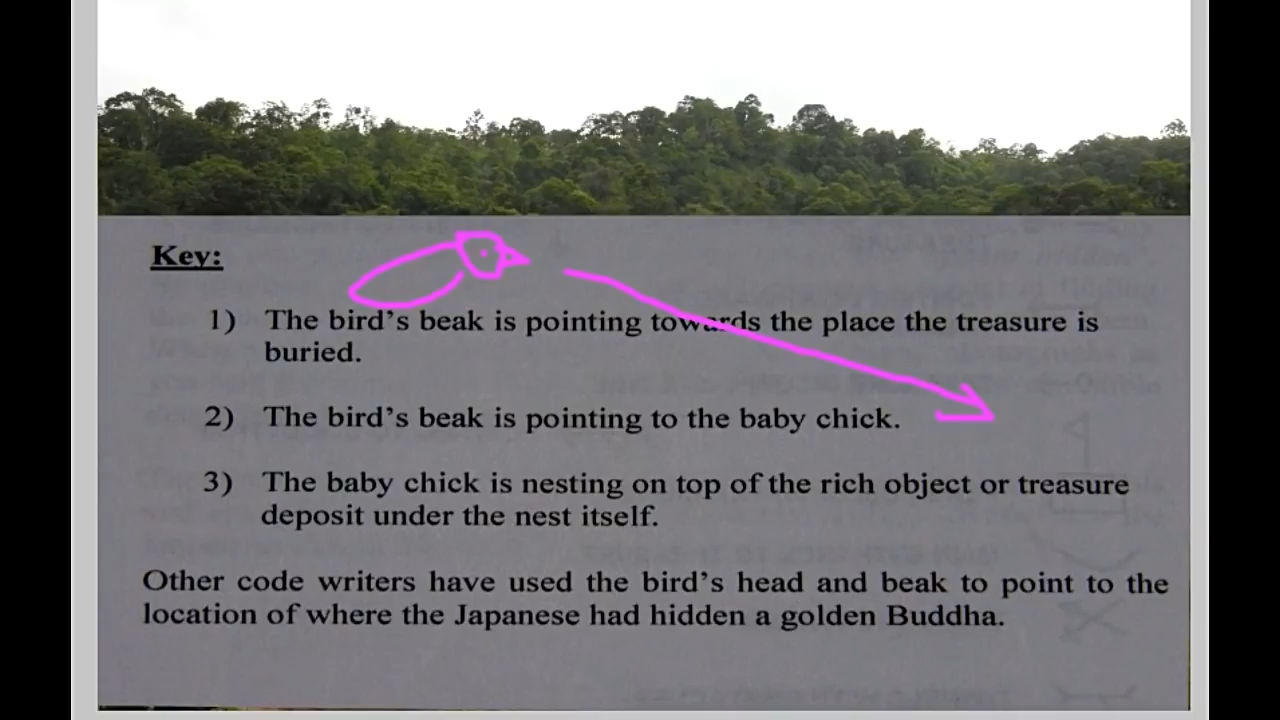 Key:
1) The bird's beak is pointing towards the place the treasure is
buried.
2) The bird's beak is pointing to the baby chick.
3) The baby chick is nesting on top of the rich object or treasure
deposit under the nest itself.
Other code writers have used the bird's head and beak to point to the
location of where the Japanese had hidden a golden Buddha.